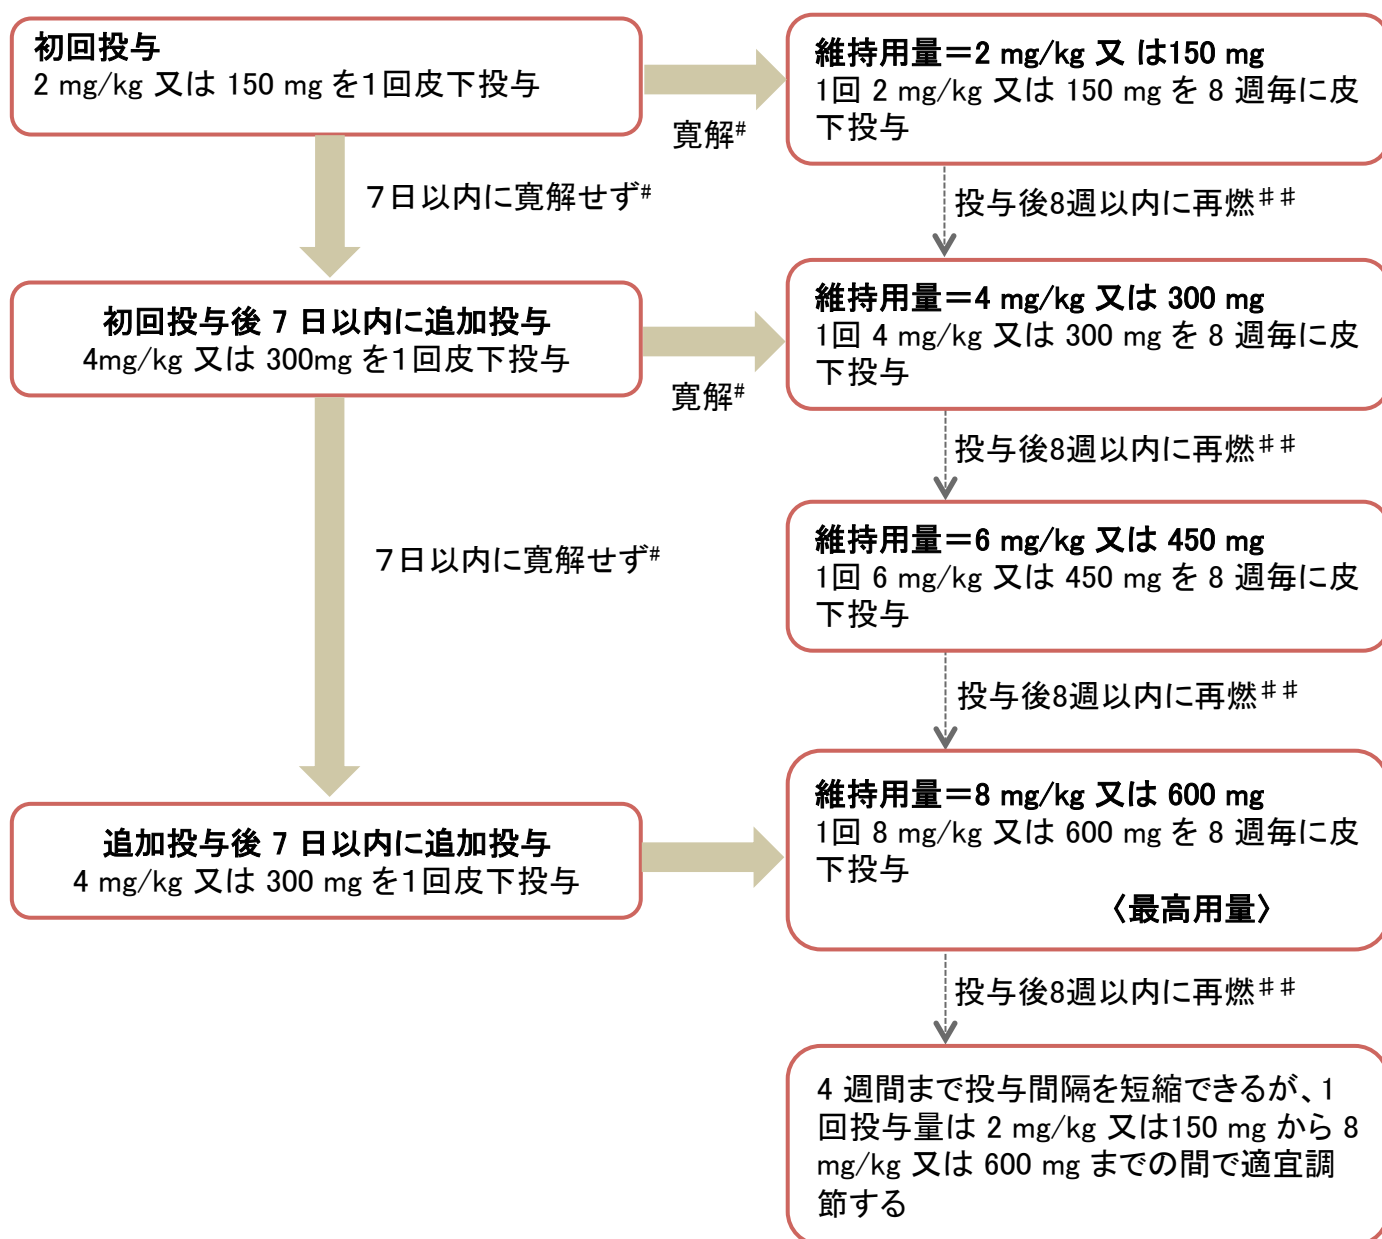 初回投与
2 mg/kg 又は 150 mg を1回皮下投与
寛解#
維持用量＝2 mg/kg 又 は150 mg
1回 2 mg/kg 又は 150 mg を 8 週毎に皮
下投与
7日以内に寛解せず#
投与後8週以内に再燃＃＃
初回投与後 7 日以内に追加投与
4mg/kg 又は 300mg を1回皮下投与
寛解#
維持用量＝4 mg/kg 又は 300 mg
1回 4 mg/kg 又は 300 mg を 8 週毎に皮
下投与
投与後8週以内に再燃＃＃
7日以内に寛解せず#
維持用量＝6 mg/kg 又は 450 mg
1回 6 mg/kg 又は 450 mg を 8 週毎に皮
下投与
投与後8週以内に再燃＃＃
追加投与後 7 日以内に追加投与
4 mg/kg 又は 300 mg を1回皮下投与
維持用量＝8 mg/kg 又は 600 mg
1回 8 mg/kg 又は 600 mg を 8 週毎に皮
下投与
〈最高用量〉
投与後8週以内に再燃＃＃
4 週間まで投与間隔を短縮できるが、1
回投与量は 2 mg/kg 又は150 mg から 8
mg/kg 又は 600 mg までの間で適宜調
節する